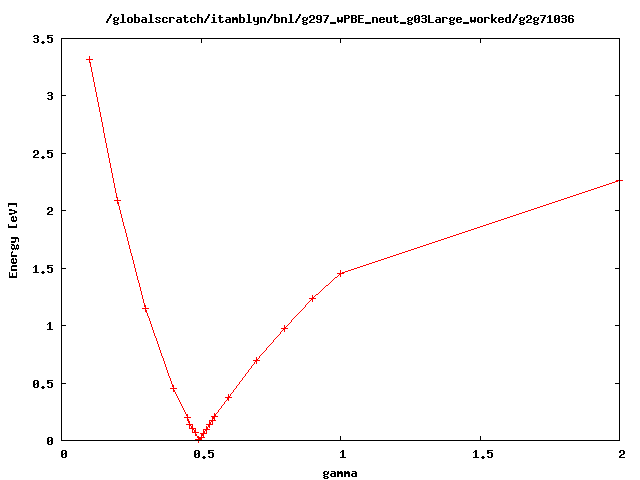 /globalscratch/itamblyn/bnl/g297_wPBE_neut_g03Large_worked/g2g71036
3.5
3
2.5
2
1.5
1
0.5
0
Energy [eV]
0 0.5 1 1.5 2
gamma